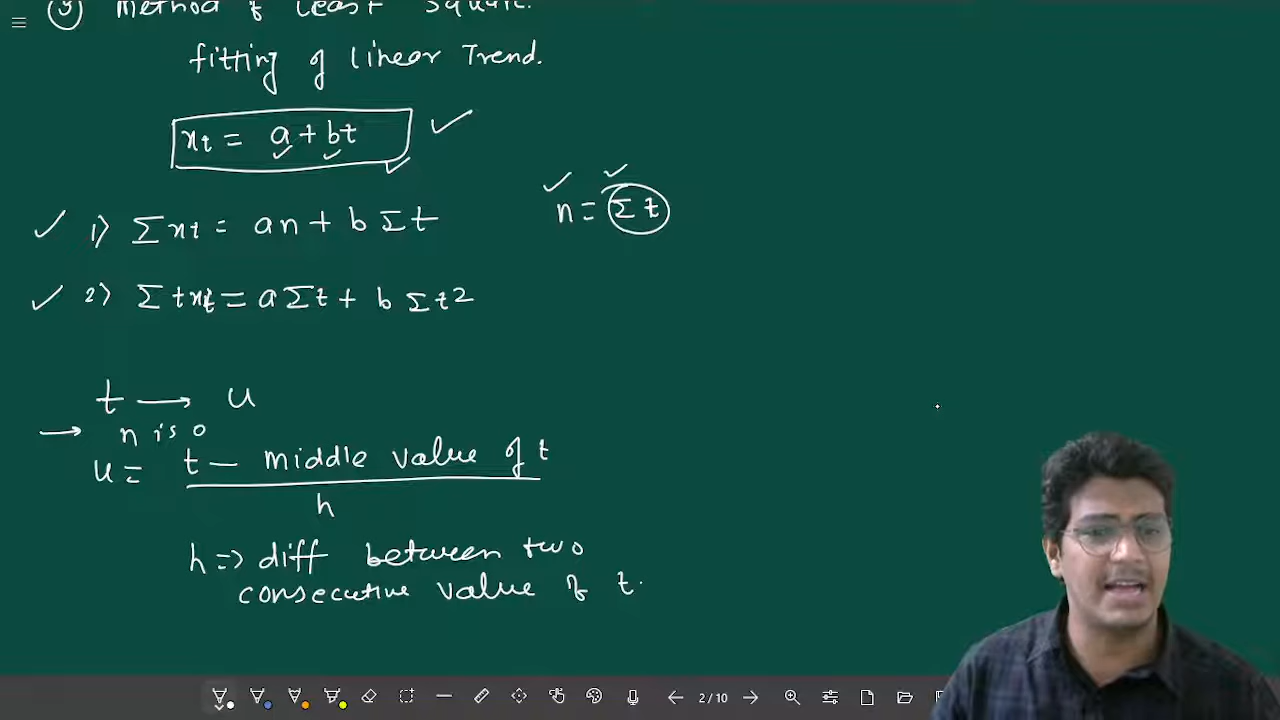 3) Method of Least Square.
fitting of linear Trend.
xt = a + bt
1) Σxt = an + bΣt
n = Σt
2) Σtxt = aΣt + bΣt2
t → u
→ n is o
u = t - middle value of t
h
h => diff between two
consecutive value of t.
2/10